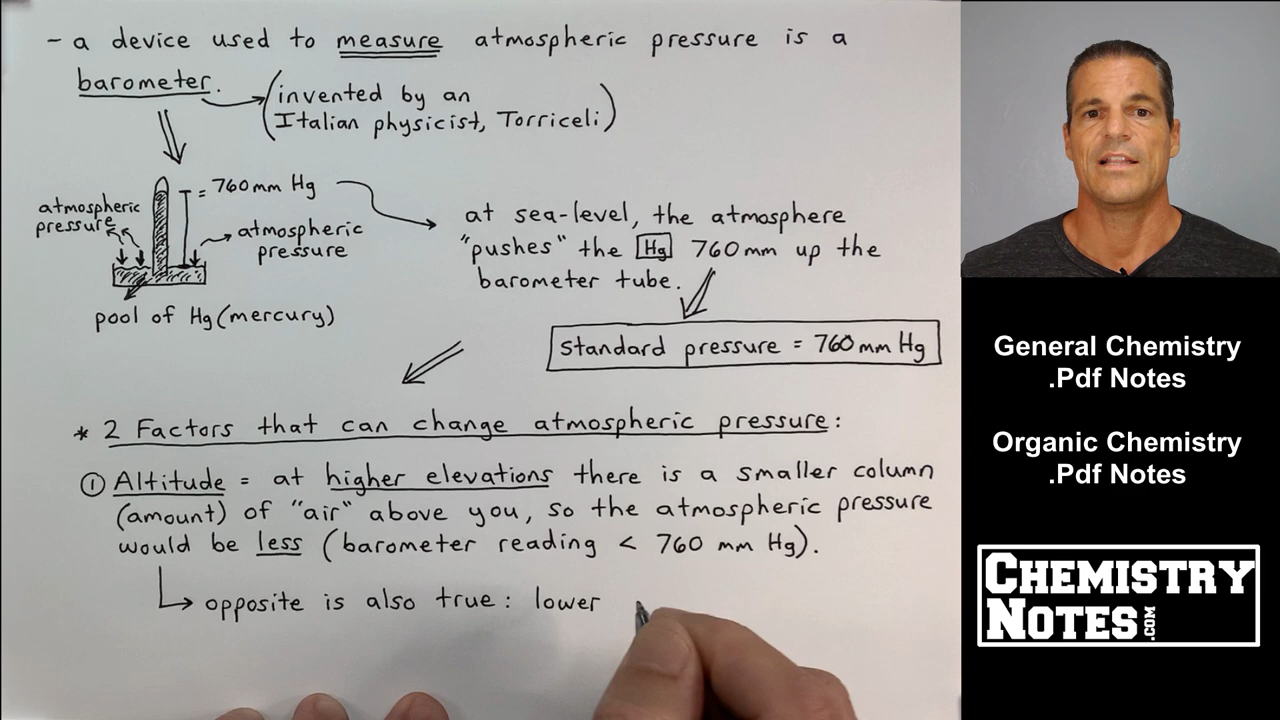 - a device used to measure atmospheric pressure is a
barometer.
(invented by an
Italian physicist, Torriceli)
= 760 mm Hg
atmospheric
pressure
atmospheric
pressure
pool of Hg (mercury)
at sea-level, the atmosphere
"pushes" the Hg 760 mm up the
barometer tube.
Standard pressure = 760 mm Hg
* 2 Factors that can change atmospheric pressure:
① Altitude = at higher elevations there is a smaller column
(amount) of "air" above you, so the atmospheric pressure
would be less (barometer reading < 760 mm Hg).
opposite is also true: lower
General Chemistry
.Pdf Notes
Organic Chemistry
.Pdf Notes
CHEMISTRY
NOTES.COM